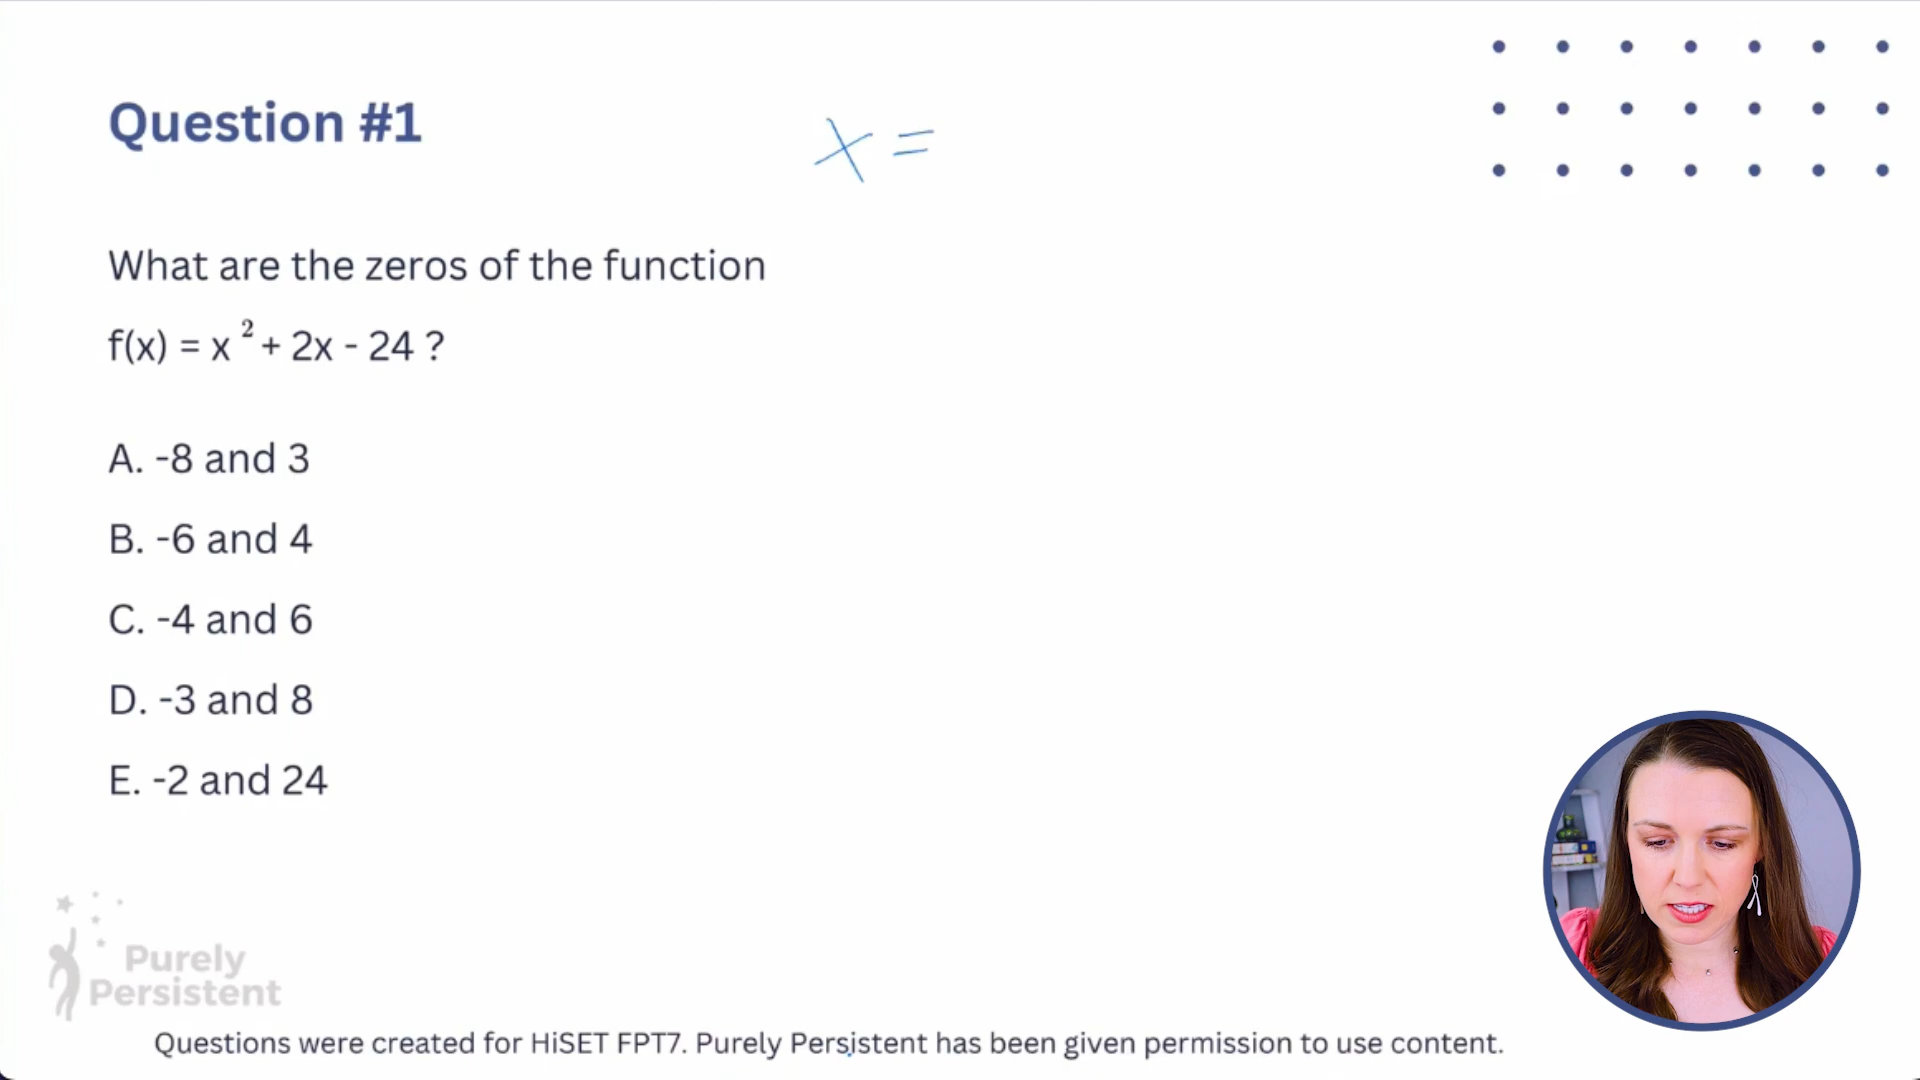 Question #1
x =
What are the zeros of the function
f(x) = x² + 2x - 24 ?
A. -8 and 3
B. -6 and 4
C. -4 and 6
D. -3 and 8
E. -2 and 24
Purely
Persistent
Questions were created for HiSET FPT7. Purely Persistent has been given permission to use content.